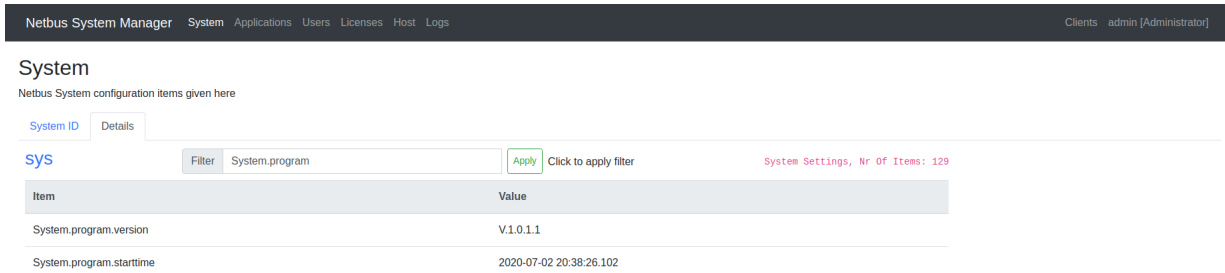 Netbus System Manager System Applications Users Licenses Host Logs Clients admin [Administrator]
System
Netbus System configuration items given here
System ID Details
sys Filter System.program Apply Click to apply filter System Settings, Nr Of Items: 129
Item Value
System.program.version V.1.0.1.1
System.program.starttime 2020-07-02 20:38:26.102